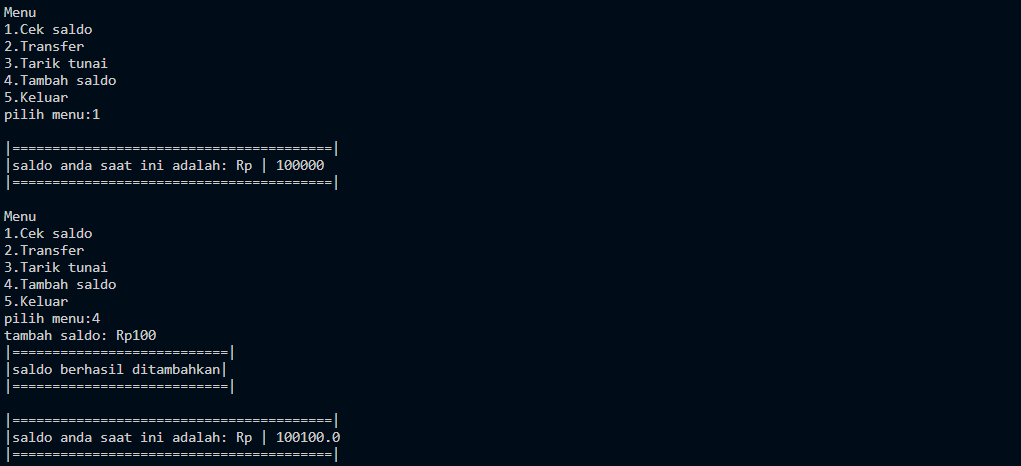 Menu
1.Cek saldo
2.Transfer
3.Tarik tunai
4.Tambah saldo
5.Keluar
pilih menu:1
|========================================|
|saldo anda saat ini adalah: Rp | 100000
|========================================|
Menu
1.Cek saldo
2.Transfer
3.Tarik tunai
4.Tambah saldo
5.Keluar
pilih menu:4
tambah saldo: Rp100
|===========================|
|saldo berhasil ditambahkan|
|===========================|
|========================================|
|saldo anda saat ini adalah: Rp | 100100.0
|========================================|